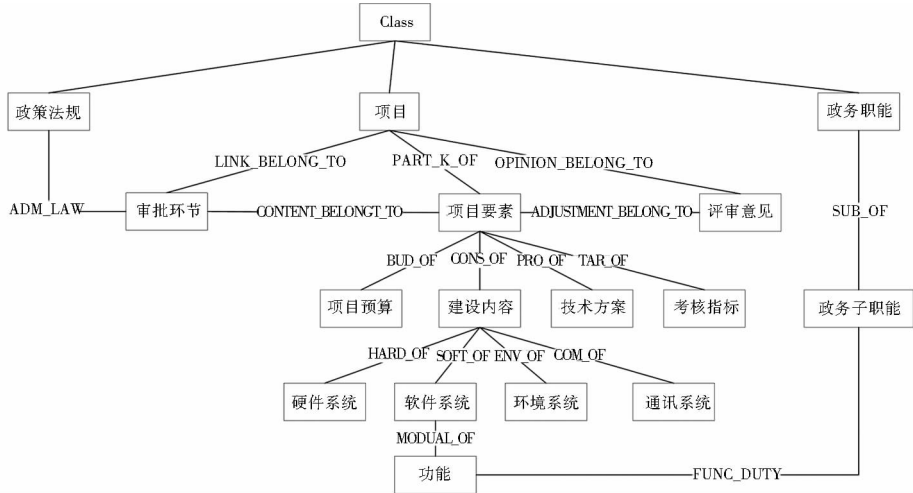 Class
政策法规
项目
政务职能
LINK_BELONG_TO
PART_K_OF
OPINION_BELONG_TO
ADM_LAW
审批环节
CONTENT_BELONGT_TO
项目要素
ADJUSTMENT_BELONG_TO
评审意见
SUB_OF
BUD_OF
CONS_OF
PRO_OF
TAR_OF
项目预算
建设内容
技术方案
考核指标
政务子职能
HARD_OF
SOFT_OF
ENV_OF
COM_OF
硬件系统
软件系统
环境系统
通讯系统
MODUAL_OF
功能
FUNC_DUTY